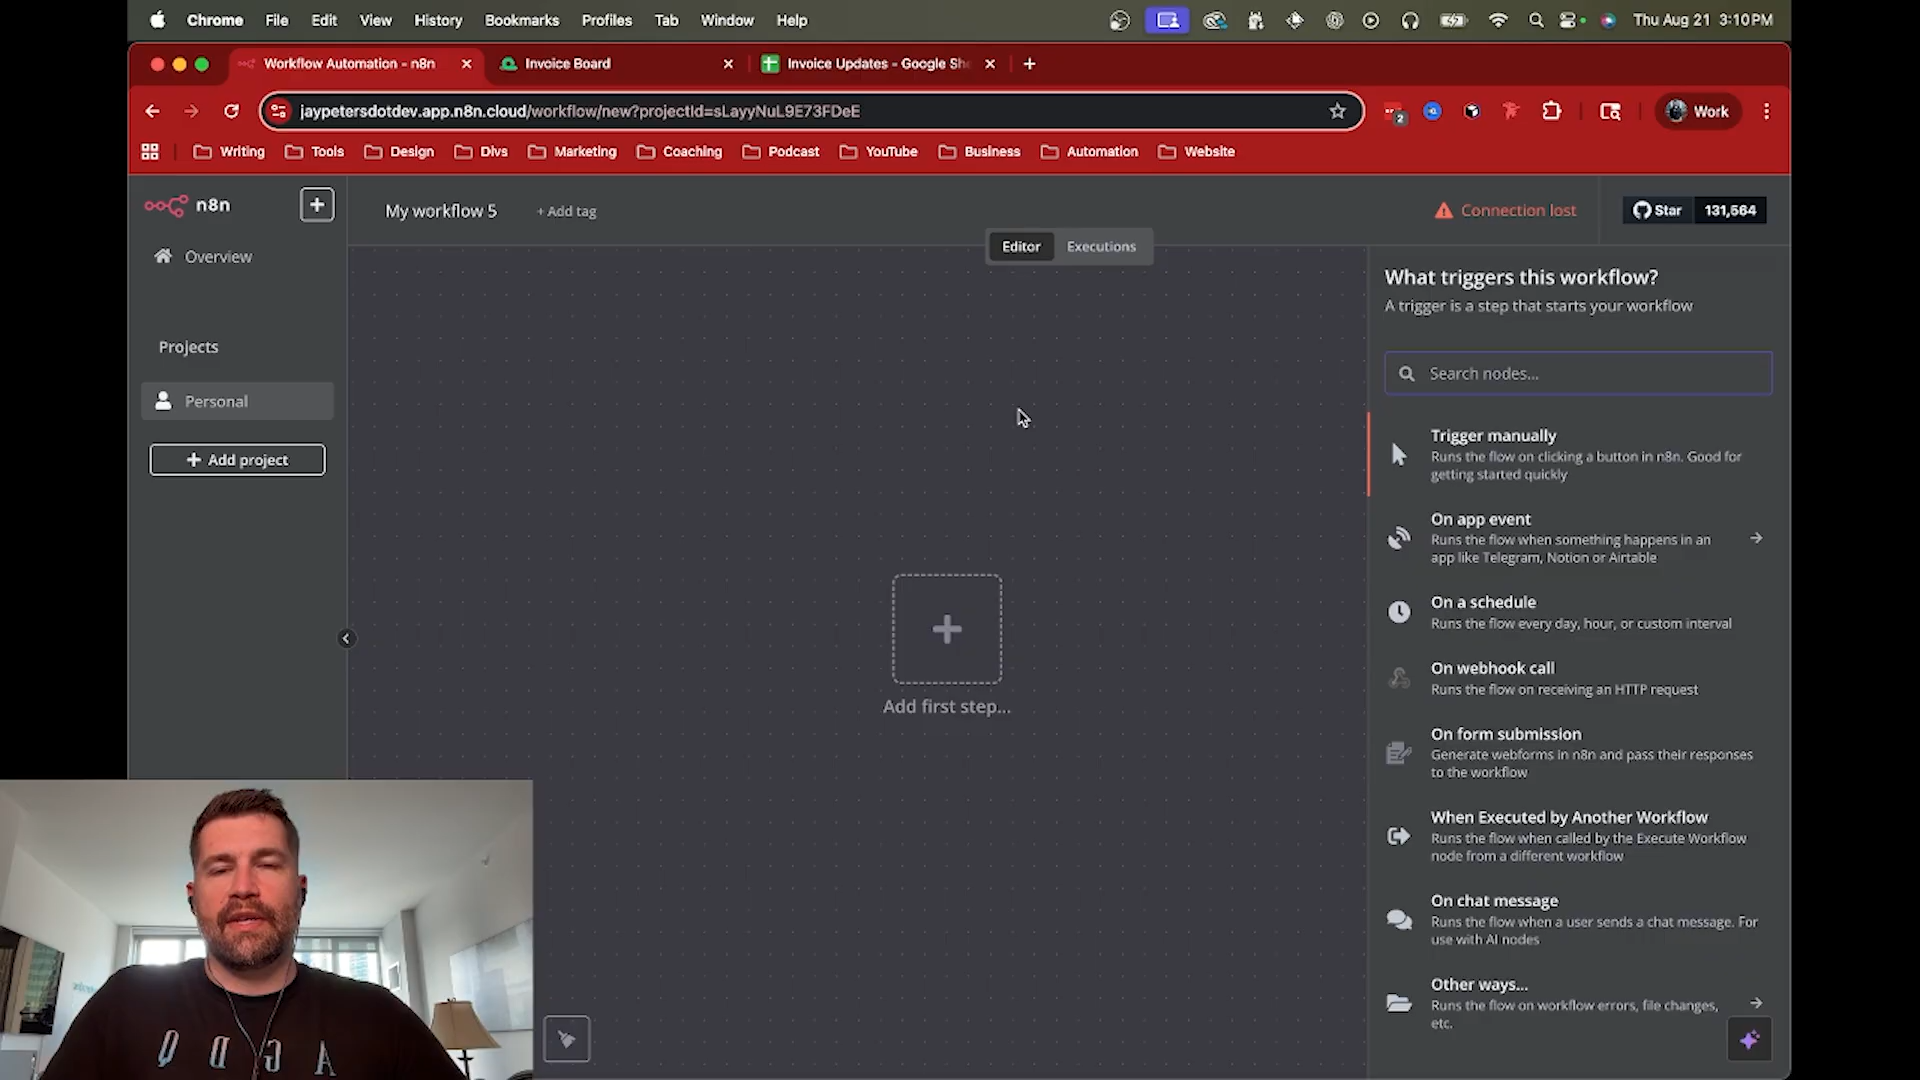 Chrome File Edit View History Bookmarks Profiles Tab Window Help Thu Aug 21 3:10 PM
Workflow Automation - n8n Invoice Board Invoice Updates - Google She
jaypetersdotdev.app.n8n.cloud/workflow/new?projectId=sLayyNuL9E73FDeE 2 Work
Writing Tools Design Divs Marketing Coaching Podcast YouTube Business Automation Website
n8n
My workflow 5 + Add tag Connection lost Star 131,564
Editor Executions
Overview
Projects
Personal
Add project
Add first step...
What triggers this workflow?
A trigger is a step that starts your workflow
Search nodes...
Trigger manually
Runs the flow on clicking a button in n8n. Good for
getting started quickly
On app event
Runs the flow when something happens in an
app like Telegram, Notion or Airtable
On a schedule
Runs the flow every day, hour, or custom interval
On webhook call
Runs the flow on receiving an HTTP request
On form submission
Generate webforms in n8n and pass their responses
to the workflow
When Executed by Another Workflow
Runs the flow when called by the Execute Workflow
node from a different workflow
On chat message
Runs the flow when a user sends a chat message. For
use with AI nodes
Other ways...
Runs the flow on workflow errors, file changes,
etc.